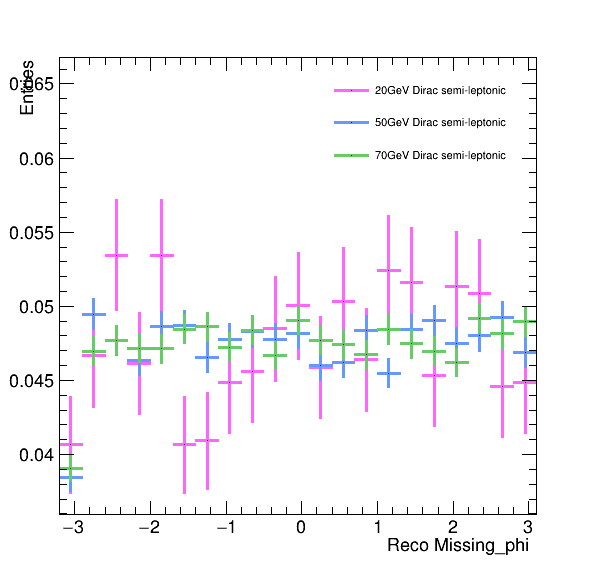 Entries
0.065
0.06
0.055
0.05
0.045
0.04
20GeV Dirac semi-leptonic
50GeV Dirac semi-leptonic
70GeV Dirac semi-leptonic
−3 −2 −1 0 1 2 3
Reco Missing_phi